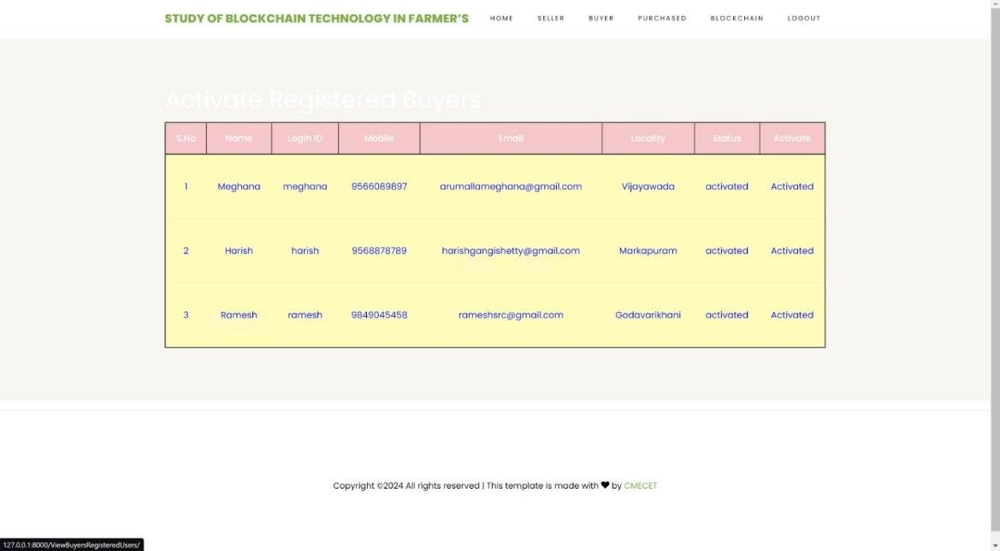 STUDY OF BLOCKCHAIN TECHNOLOGY IN FARMER’S HOME SELLER BUYER PURCHASED BLOCKCHAIN LOGOUT
Activate Registered Buyers
S.No Name Login ID Mobile Email Locality Status Activate
1 Meghana meghana 9566089897 arumallameghana@gmail.com Vijayawada activated Activated
2 Harish harish 9568878789 harishgangishetty@gmail.com Markapuram activated Activated
3 Ramesh ramesh 9849045458 rameshsrc@gmail.com Godavarikhani activated Activated
Copyright ©2024 All rights reserved | This template is made with ♥ by CMECET
127.0.0.1:8000/ViewBuyersRegisteredUsers/